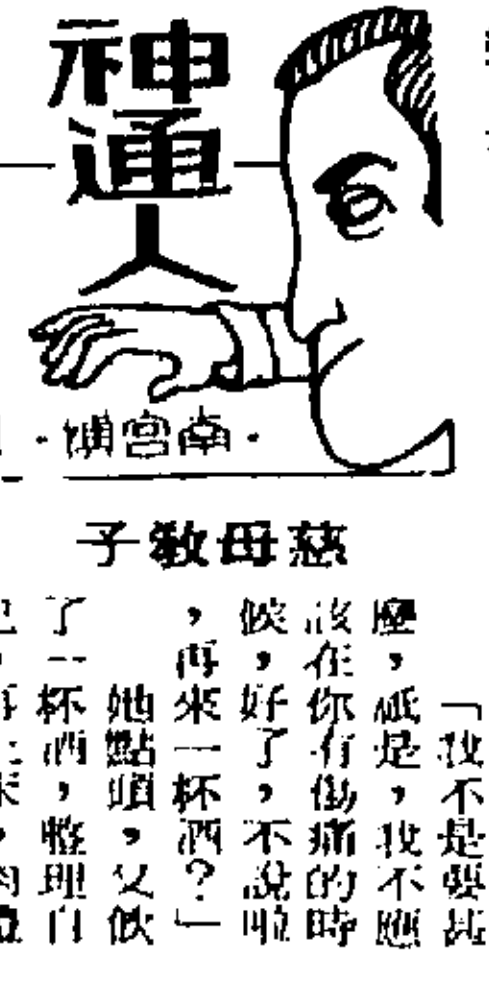 神通人
南宮
慈母教子
「我不是要甚
麼，祇是，我不應
該在你有傷痛的時
候，好了，不說啦
，再來一杯酒？」
她點頭，又飲
了一杯酒，整理自